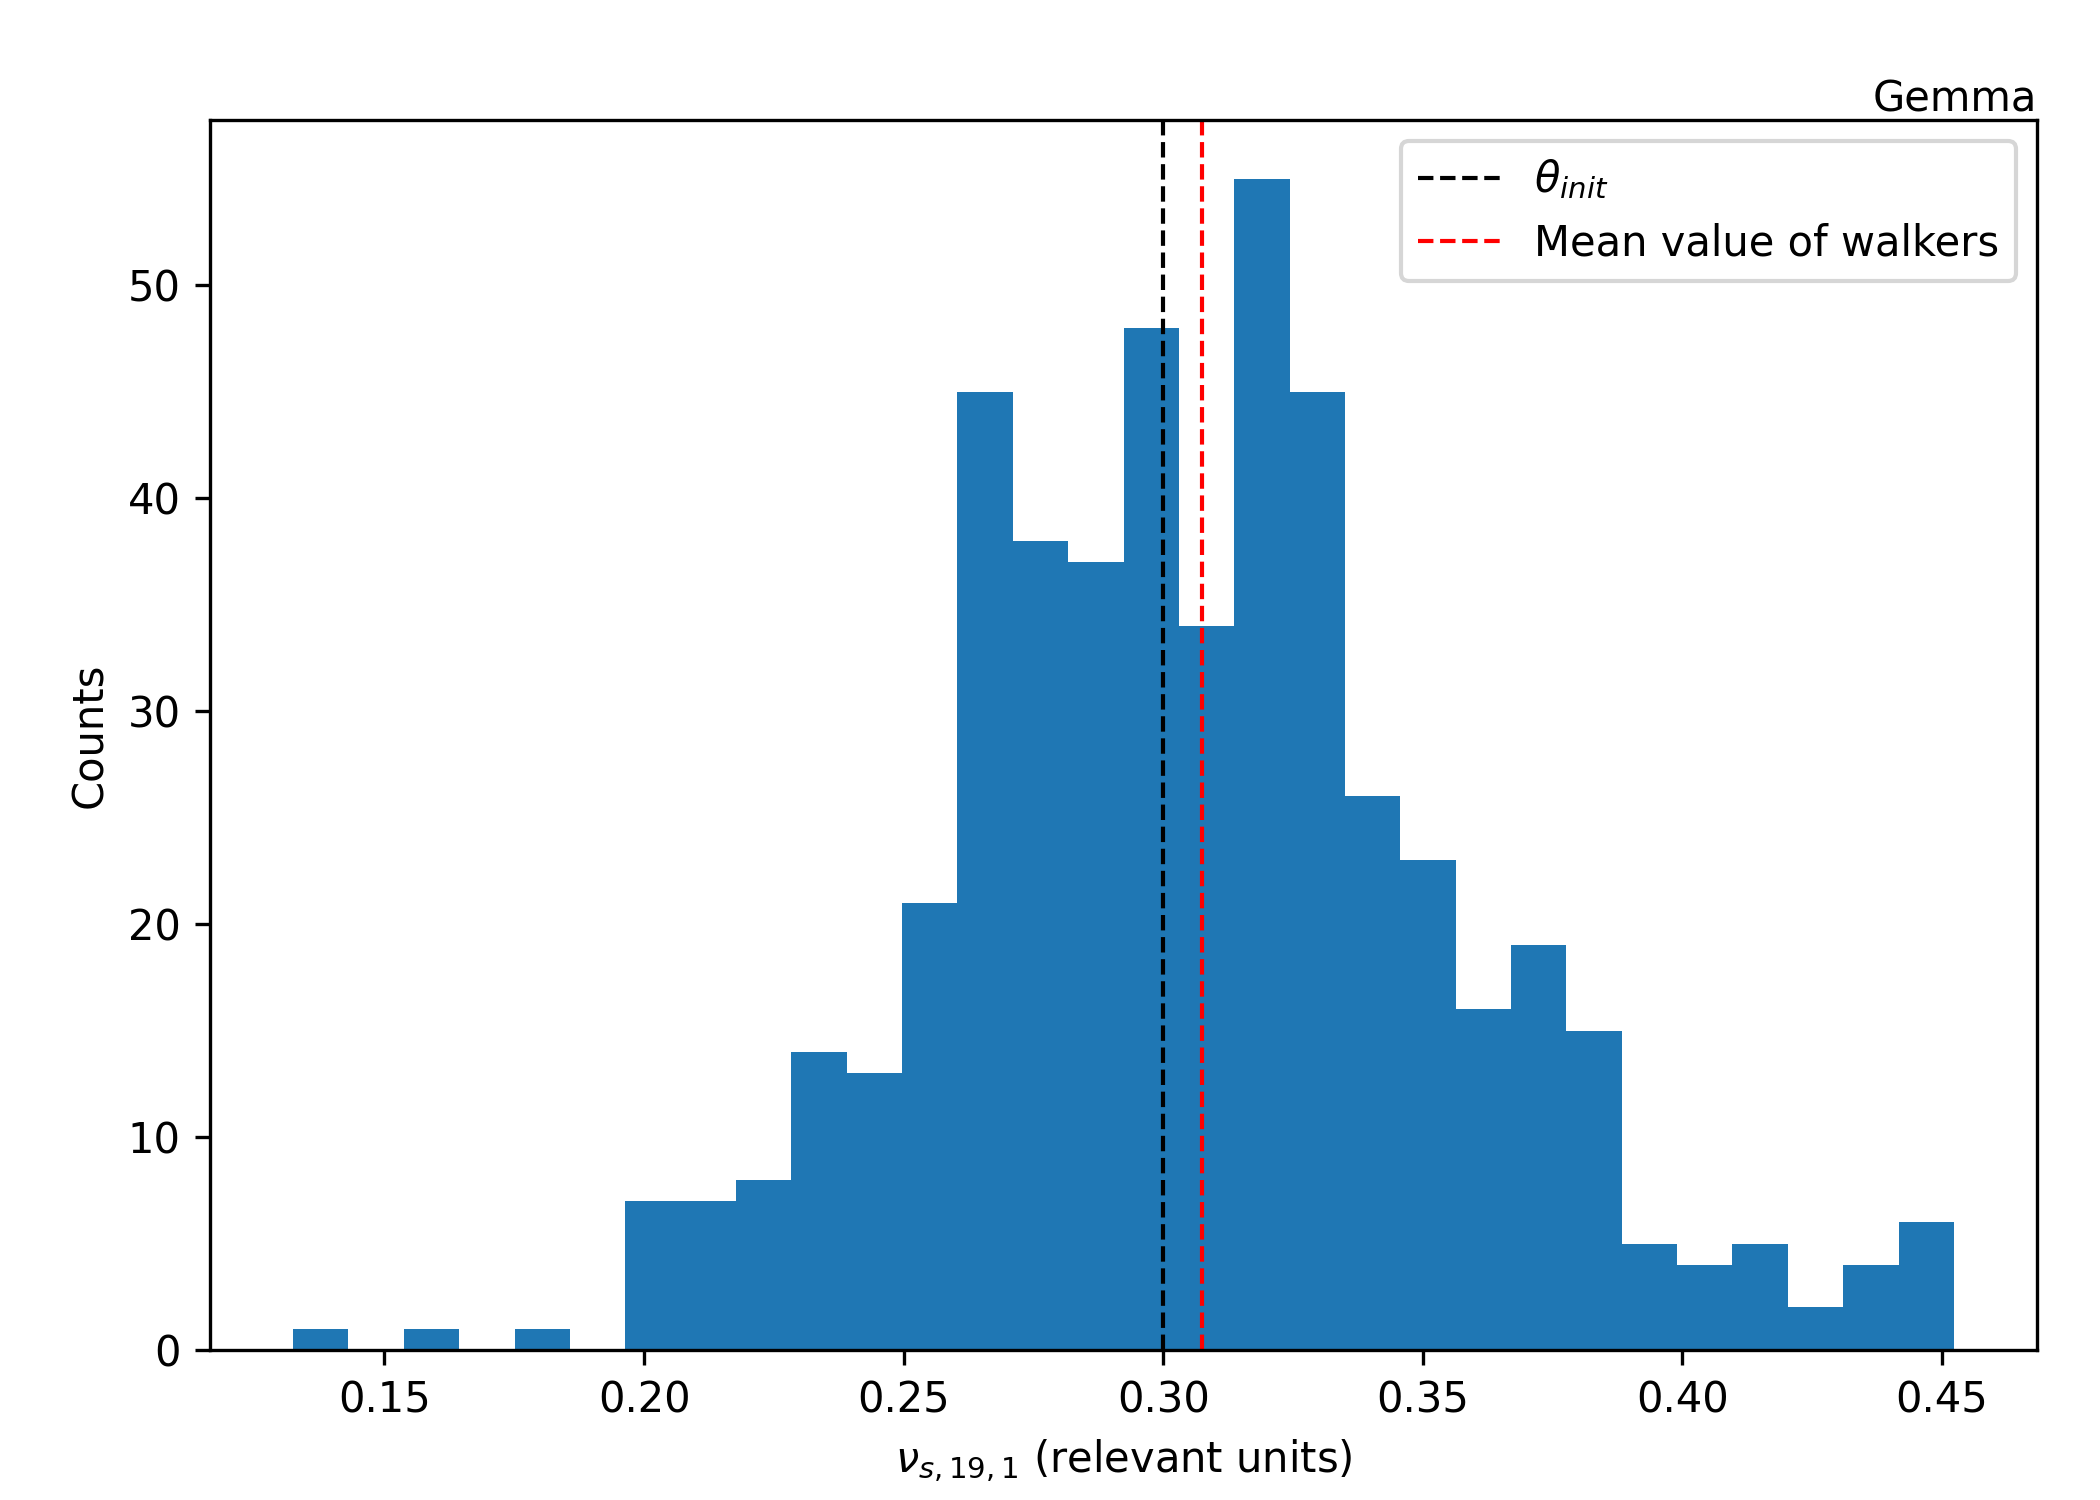 Gemma
θ_init
Mean value of walkers
50
40
30
20
10
0
Counts
0.15 0.20 0.25 0.30 0.35 0.40 0.45
ν_s,19,1 (relevant units)